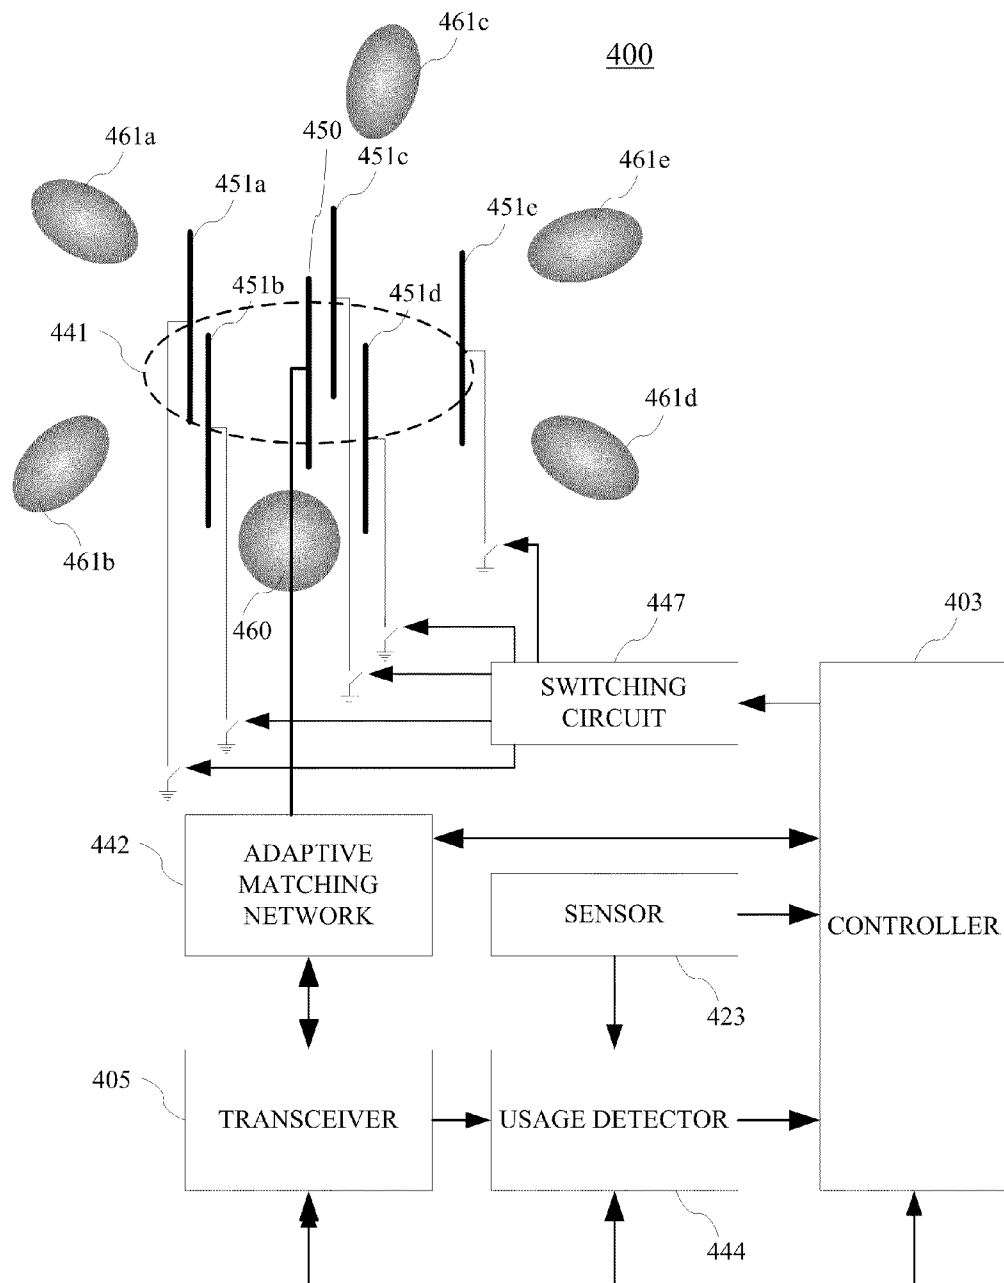 461c
400
450
461a
451c
461e
451a
451e
451b
451d
441
461d
461b
460
447
403
SWITCHING
CIRCUIT
442
ADAPTIVE
MATCHING
NETWORK
SENSOR
CONTROLLER
423
405
TRANSCEIVER
USAGE DETECTOR
444